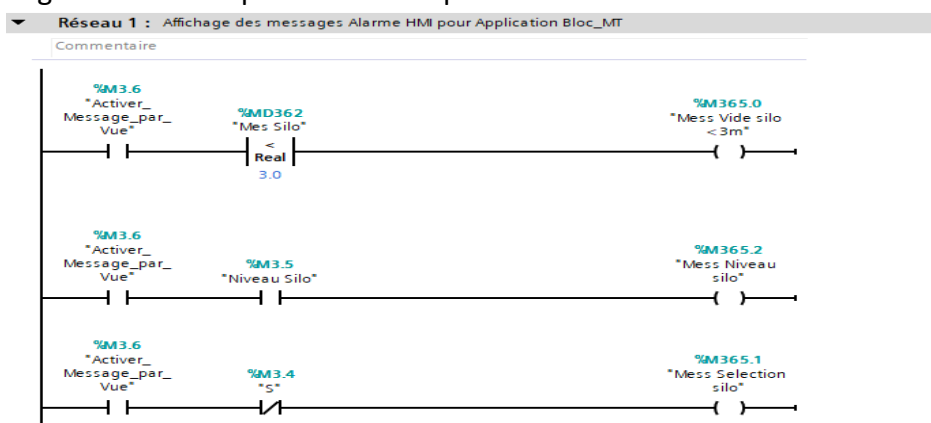 Réseau 1 : Affichage des messages Alarme HMI pour Application Bloc_MT
Commentaire
%M3.6
"Activer_
Message_par_
Vue"
%MD362
"Mes Silo"
<
Real
3.0
%M365.0
"Mess Vide silo
<3m"
%M3.6
"Activer_
Message_par_
Vue"
%M3.5
"Niveau Silo"
%M365.2
"Mess Niveau
silo"
%M3.6
"Activer_
Message_par_
Vue"
%M3.4
"S"
%M365.1
"Mess Selection
silo"